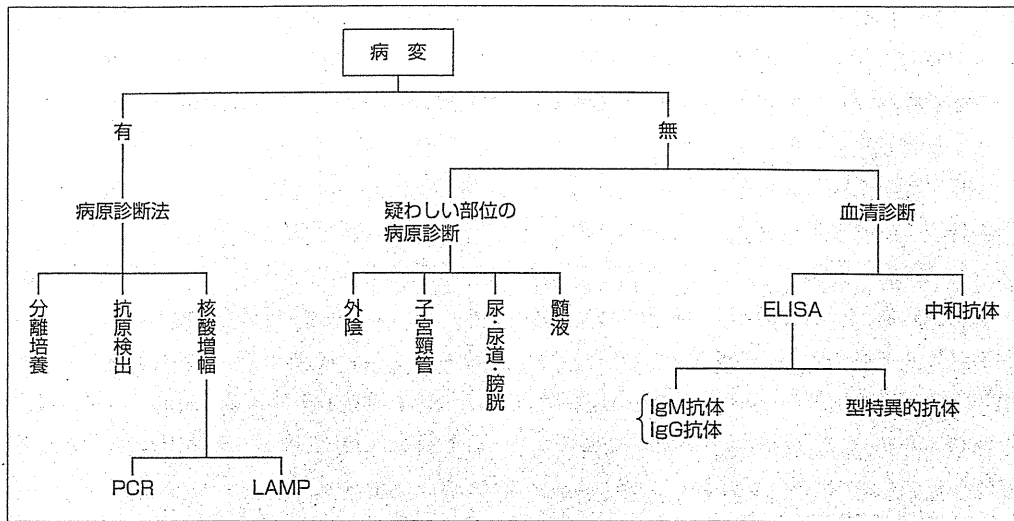 病 変
有
無
病原診断法
疑わしい部位の
病原診断
血清診断
分離培養
抗原検出
核酸増幅
外陰
子宮頸管
尿・尿道・膀胱
髄液
ELISA
中和抗体
IgM抗体
IgG抗体
型特異的抗体
PCR
LAMP